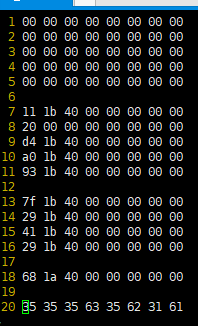 1 00 00 00 00 00 00 00 00
2 00 00 00 00 00 00 00 00
3 00 00 00 00 00 00 00 00
4 00 00 00 00 00 00 00 00
5 00 00 00 00 00 00 00 00
6
7 11 1b 40 00 00 00 00 00
8 20 00 00 00 00 00 00 00
9 d4 1b 40 00 00 00 00 00
10 a0 1b 40 00 00 00 00 00
11 93 1b 40 00 00 00 00 00
12
13 7f 1b 40 00 00 00 00 00
14 29 1b 40 00 00 00 00 00
15 41 1b 40 00 00 00 00 00
16 29 1b 40 00 00 00 00 00
17
18 68 1a 40 00 00 00 00 00
19
20 35 35 35 63 35 62 31 61